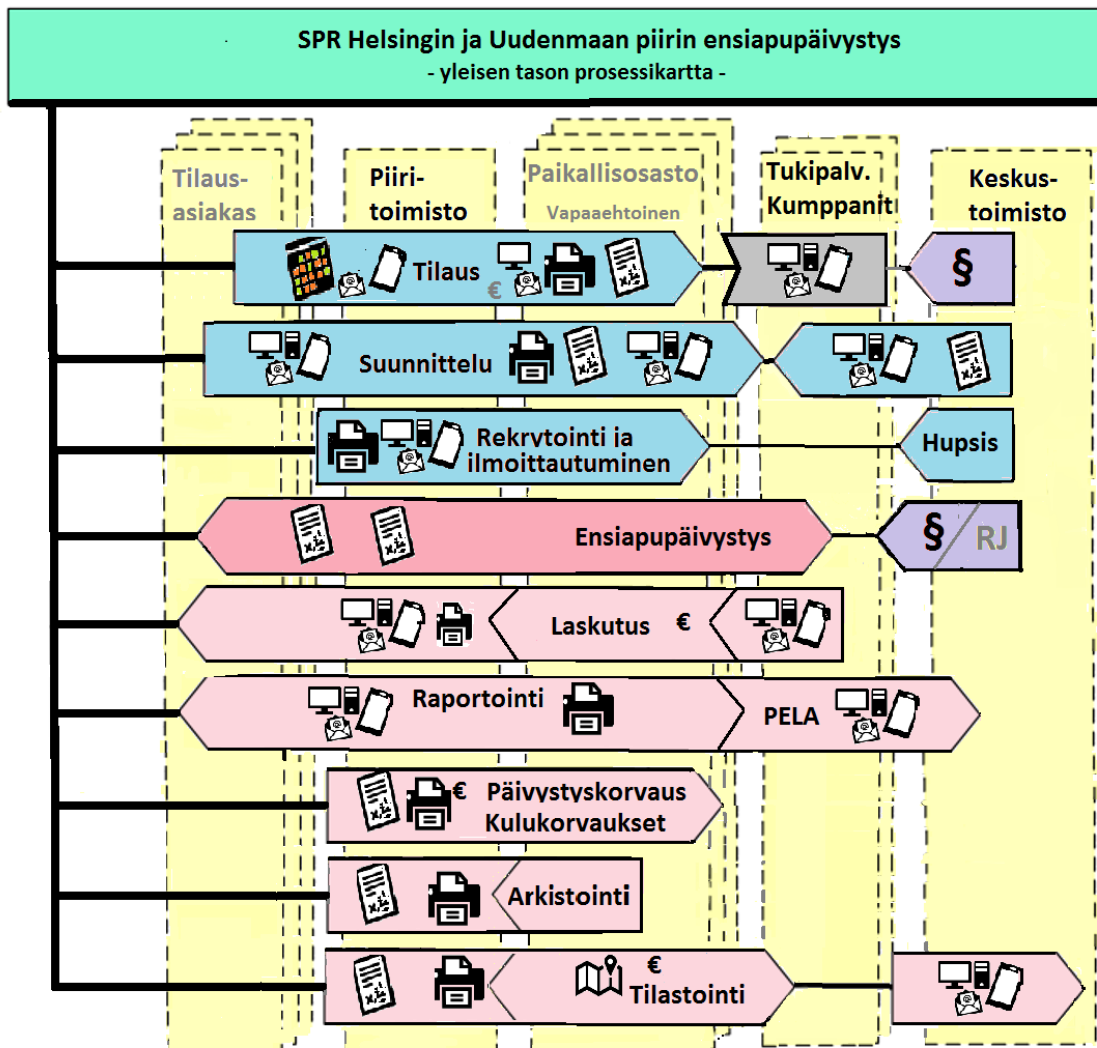 SPR Helsingin ja Uudenmaan piirin ensiapupäivystys
- yleisen tason prosessikartta -
Tilaus-
asiakas
Piiri-
toimisto
Paikallisosasto
Vapaaehtoinen
Tukipalv.
Kumppanit
Keskus-
toimisto
Tilaus
€
§
Suunnittelu
Rekrytointi ja
ilmoittautuminen
Hupsis
Ensiapupäivystys
§/RJ
Laskutus €
Raportointi
PELA
€ Päivystyskorvaus
Kulukorvaukset
Arkistointi
€
Tilastointi